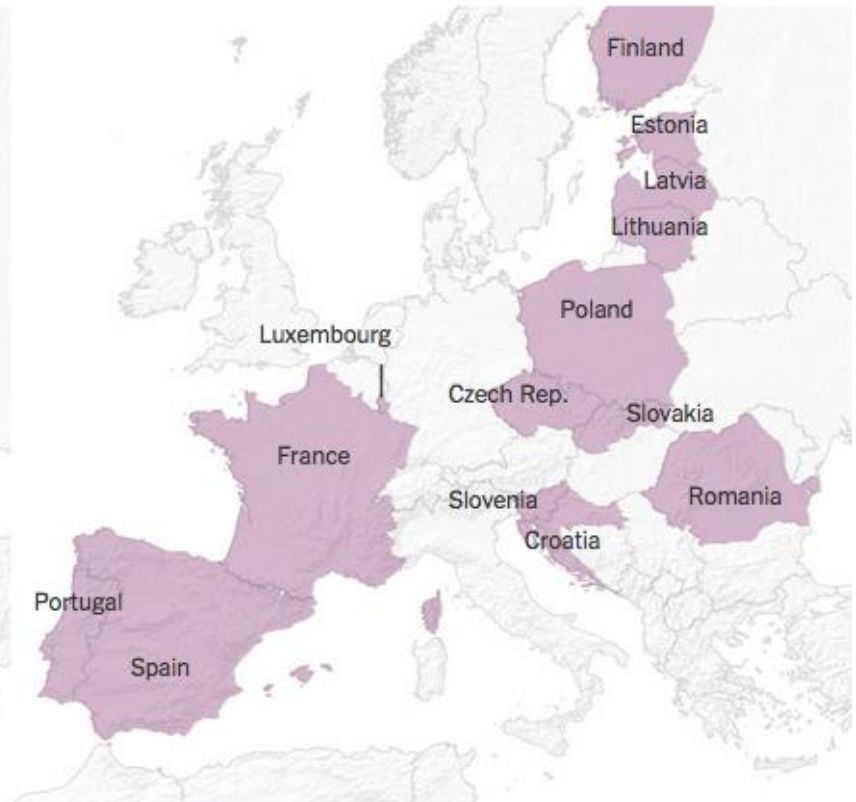 Finland
Estonia
Latvia
Lithuania
Poland
Luxembourg
Czech Rep.
Slovakia
France
Romania
Slovenia
Croatia
Portugal
Spain